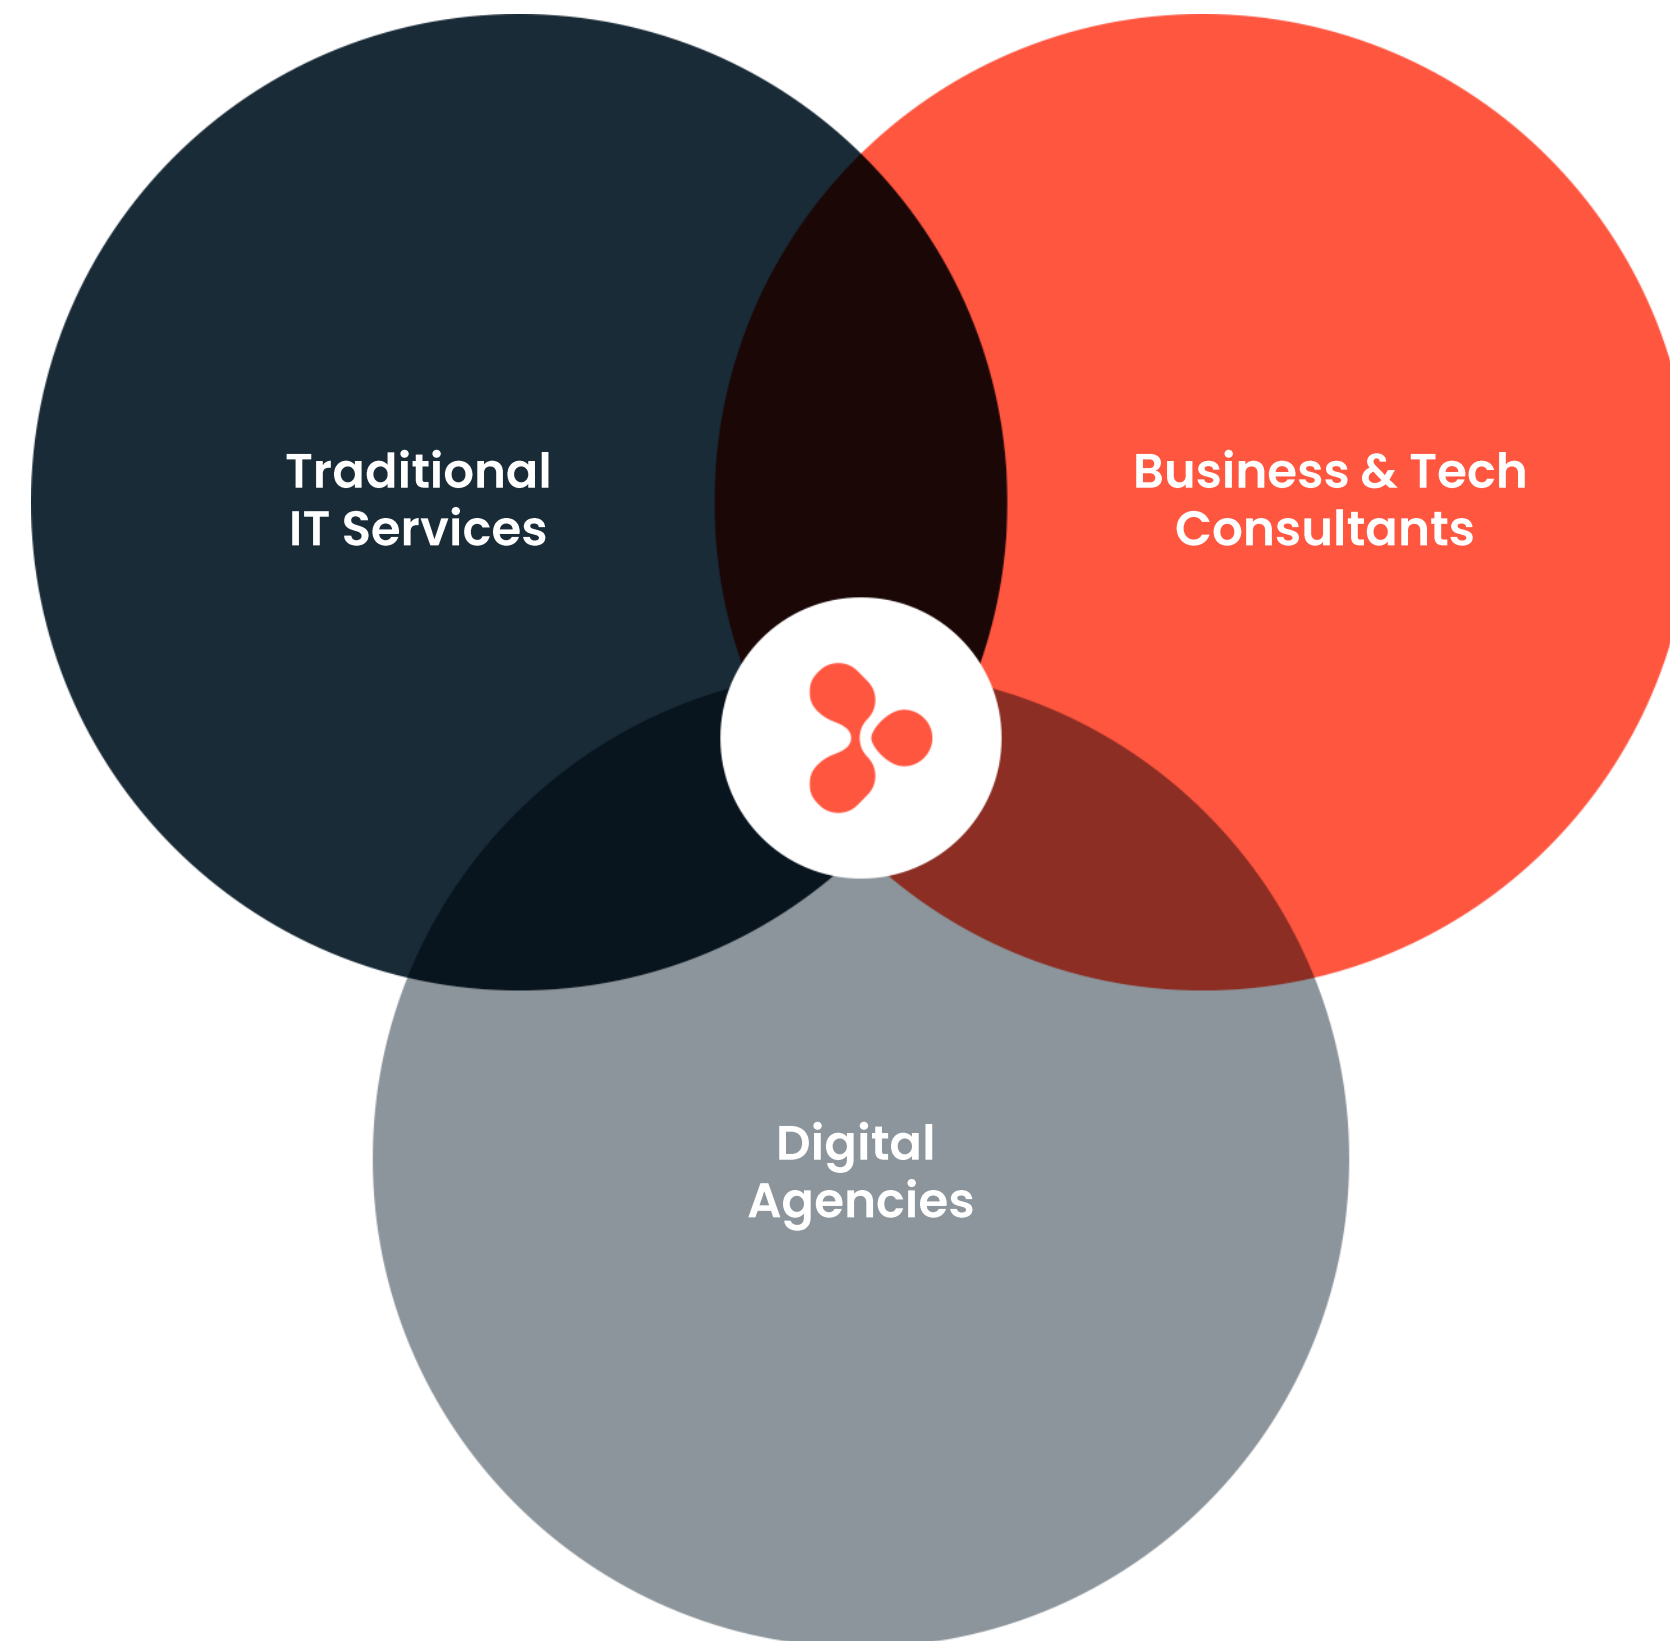 Traditional
IT Services
Business & Tech
Consultants
Digital
Agencies